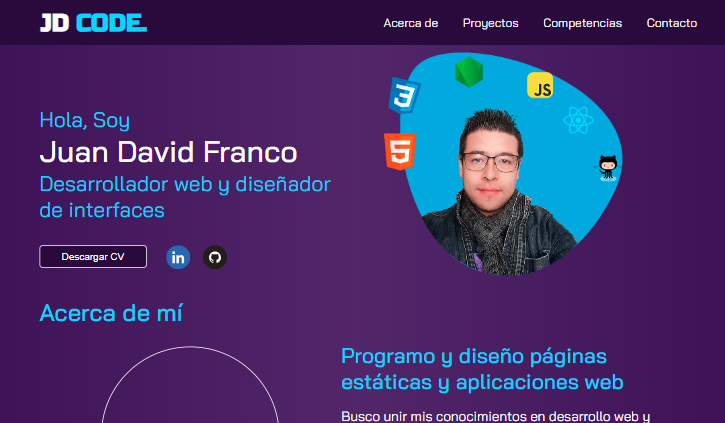 JD CODE.
Acerca de
Proyectos
Competencias
Contacto
3
JS
5
Hola, Soy
Juan David Franco
Desarrollador web y diseñador
de interfaces
Descargar CV
in
Acerca de mí
Programo y diseño páginas
estáticas y aplicaciones web
Busco unir mis conocimientos en desarrollo web y